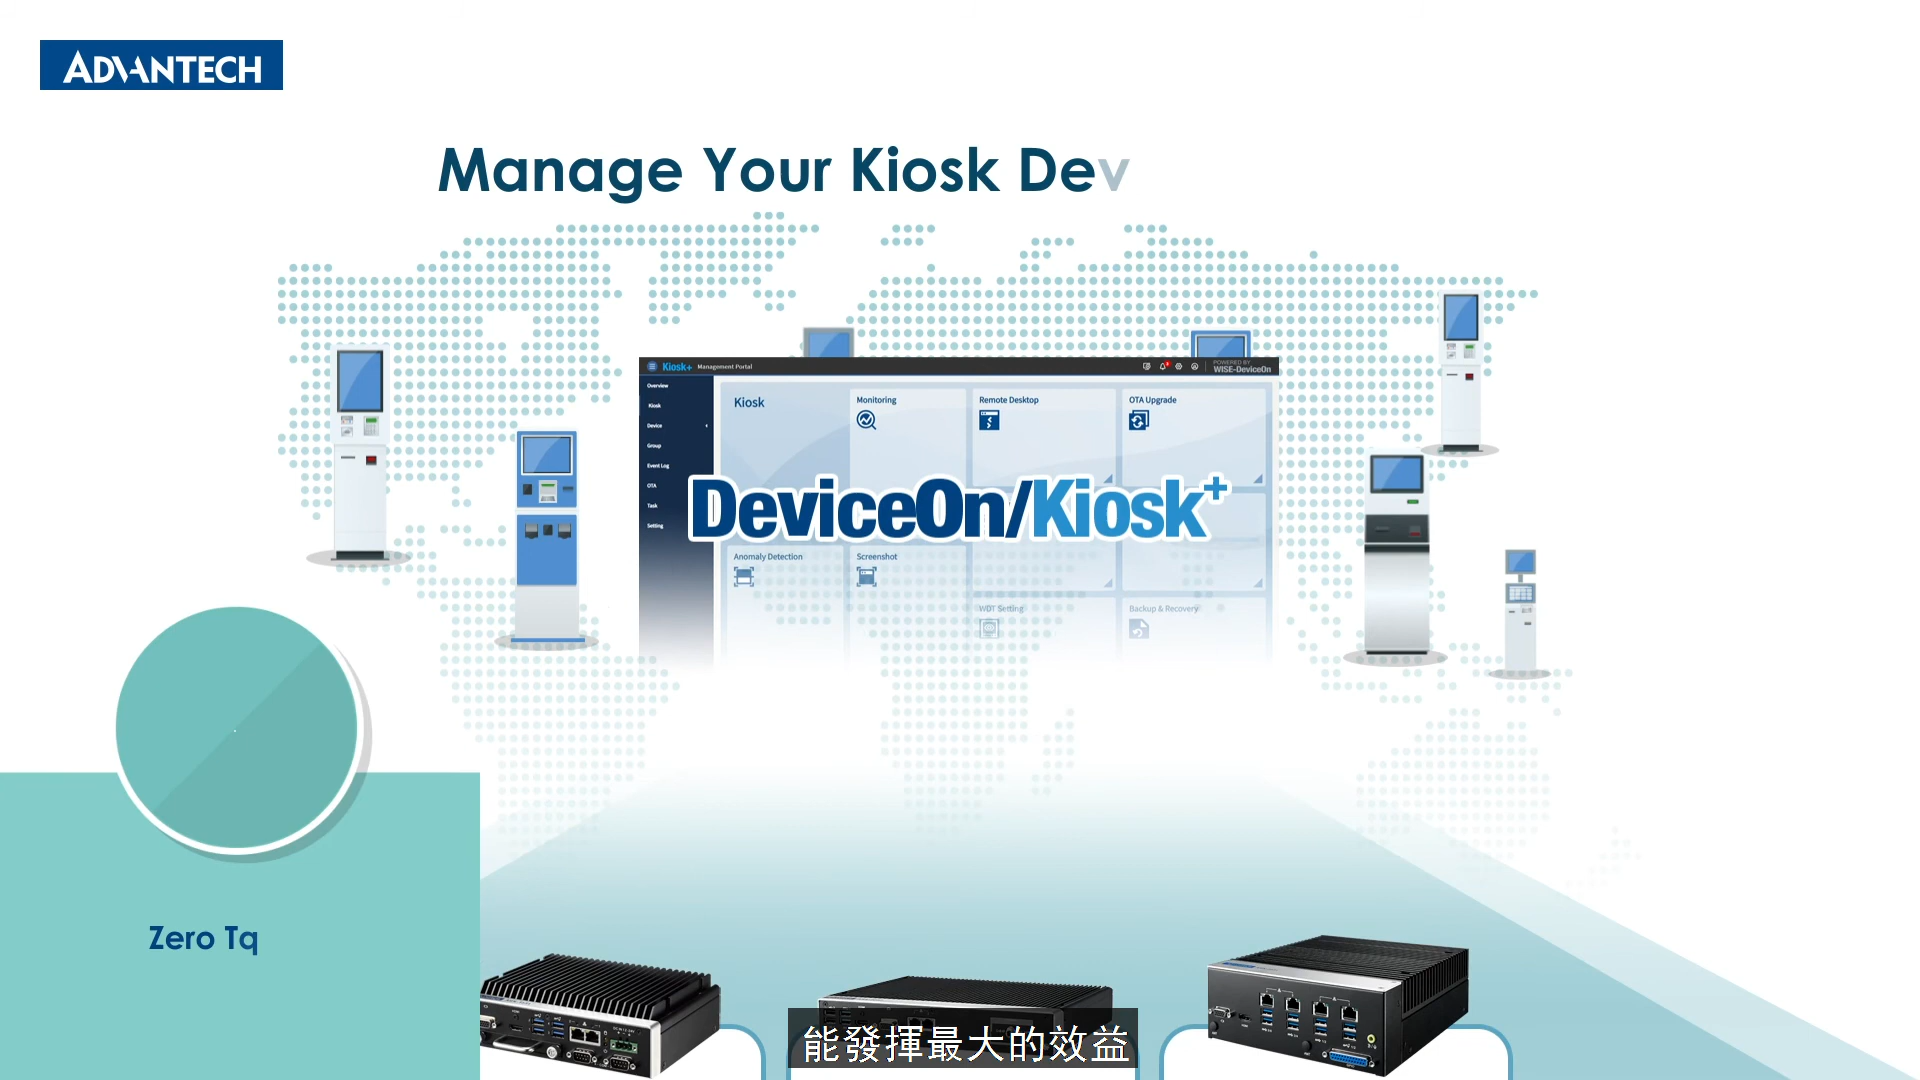 ADVANTECH
Manage Your Kiosk Dev
Kiosk+ Management Portal
POWERED BY
WISE-DeviceOn
Overview
Kiosk
Device
Group
Event Log
OTA
Task
Setting
Kiosk
Monitoring
Remote Desktop
OTA Upgrade
DeviceOn/Kiosk+
Anomaly Detection
Screenshot
WDT Setting
Backup & Recovery
Zero Tq
能發揮最大的效益